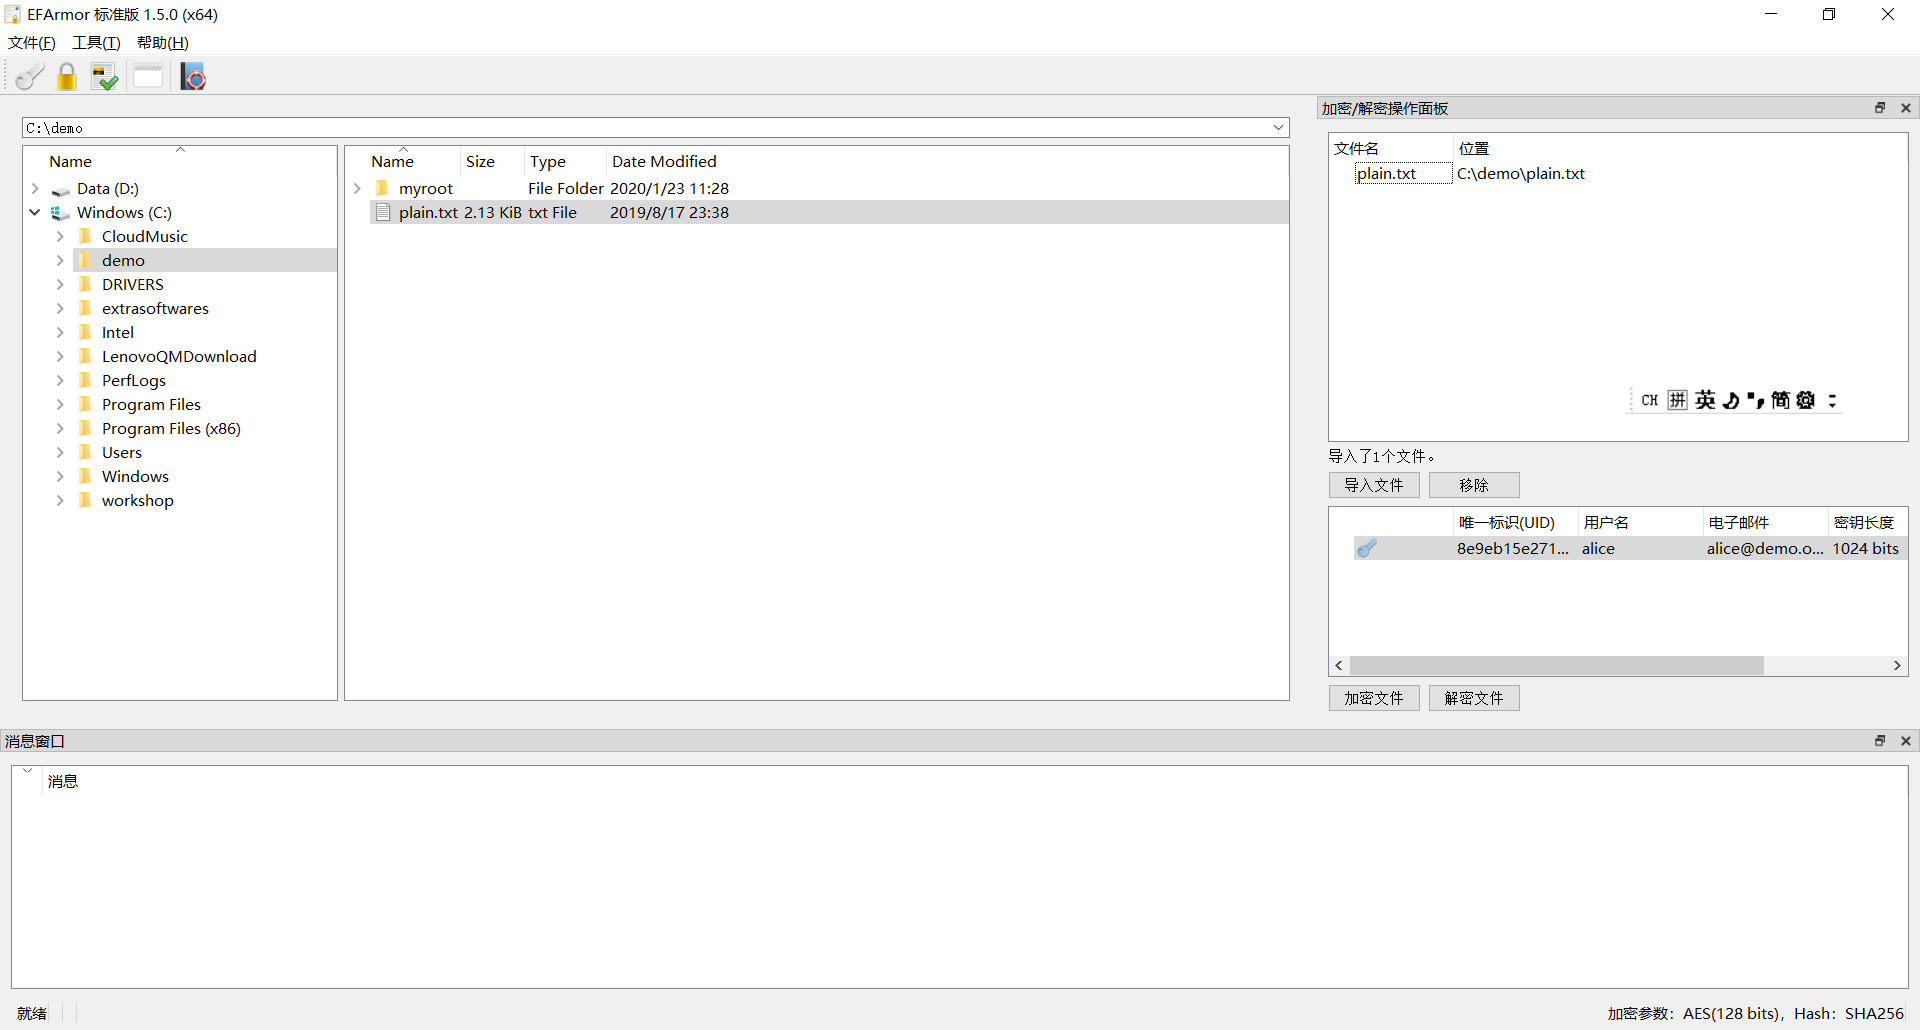 EFArmor 标准版 1.5.0 (x64)
文件(F) 工具(T) 帮助(H)
C:\demo
Name
Data (D:)
Windows (C:)
CloudMusic
demo
DRIVERS
extrasoftwares
Intel
LenovoQMDownload
PerfLogs
Program Files
Program Files (x86)
Users
Windows
workshop
Name Size Type Date Modified
myroot File Folder 2020/1/23 11:28
plain.txt 2.13 KiB txt File 2019/8/17 23:38
加密/解密操作面板
文件名 位置
plain.txt C:\demo\plain.txt
CH 拼 英 简
导入了1个文件。
导入文件 移除
唯一标识(UID) 用户名 电子邮件 密钥长度
8e9eb15e271... alice alice@demo.o... 1024 bits
加密文件 解密文件
消息窗口
消息
就绪
加密参数：AES(128 bits)，Hash：SHA256